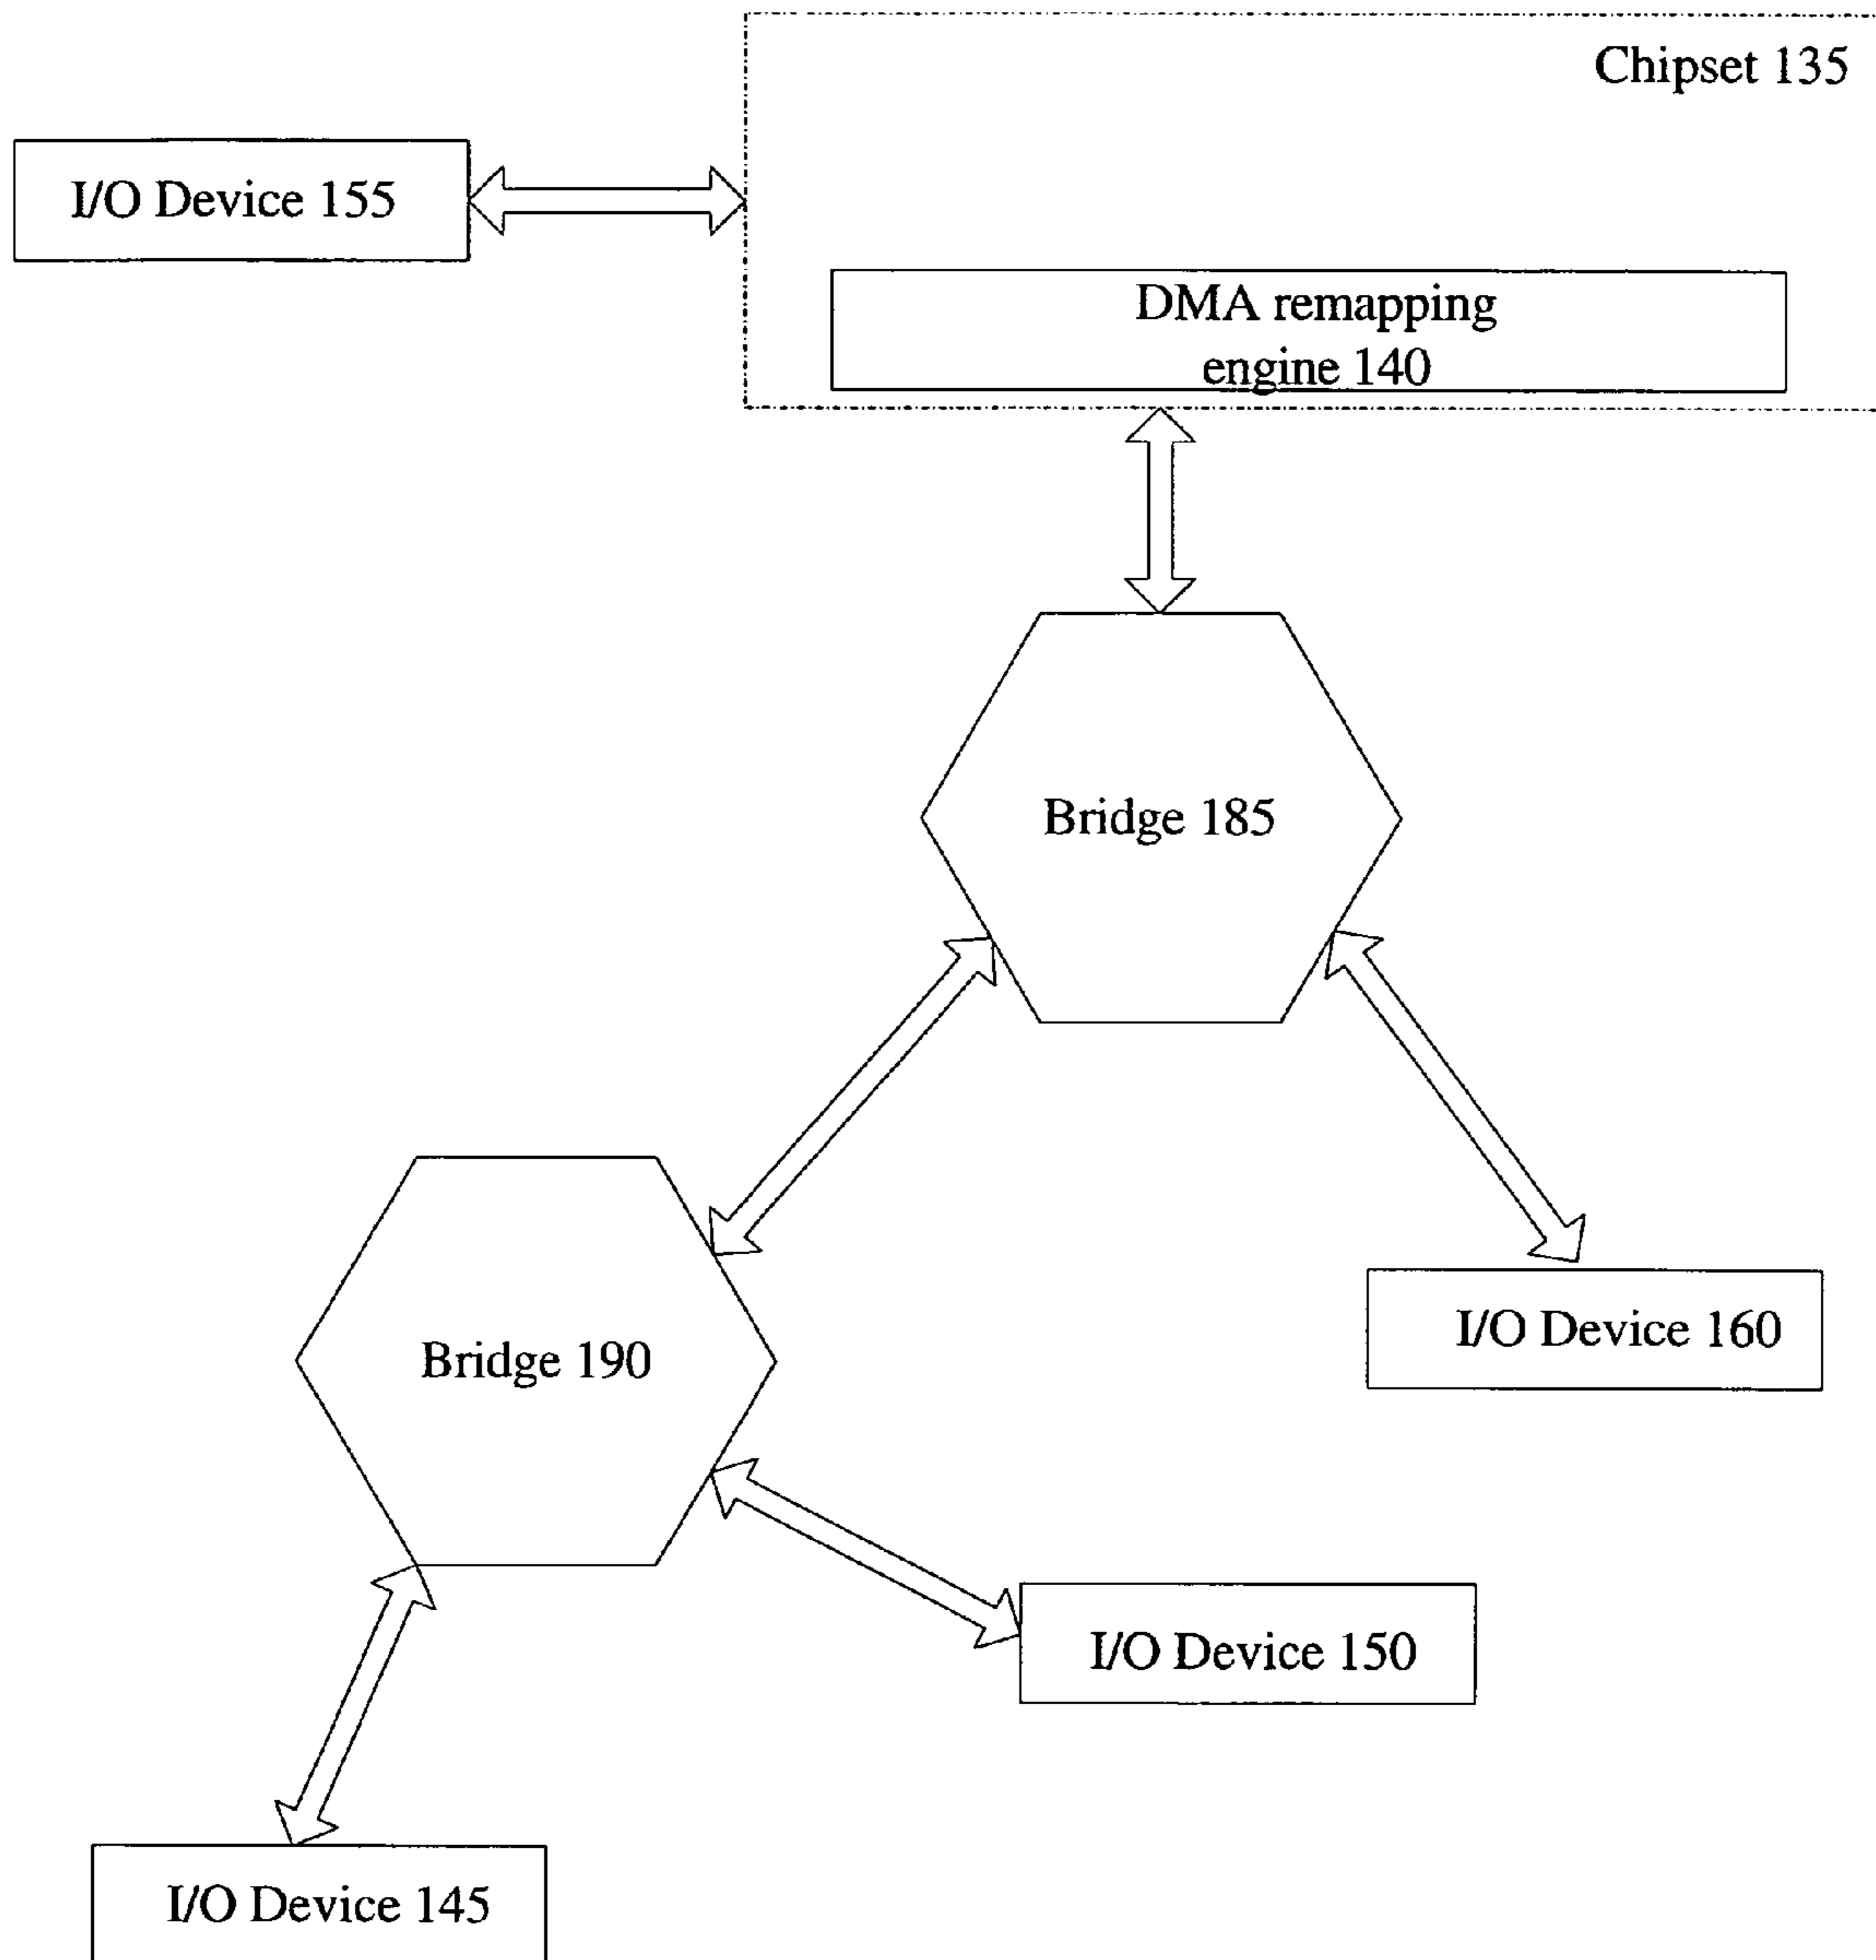 Chipset 135
I/O Device 155
DMA remapping
engine 140
Bridge 185
I/O Device 160
Bridge 190
I/O Device 150
I/O Device 145